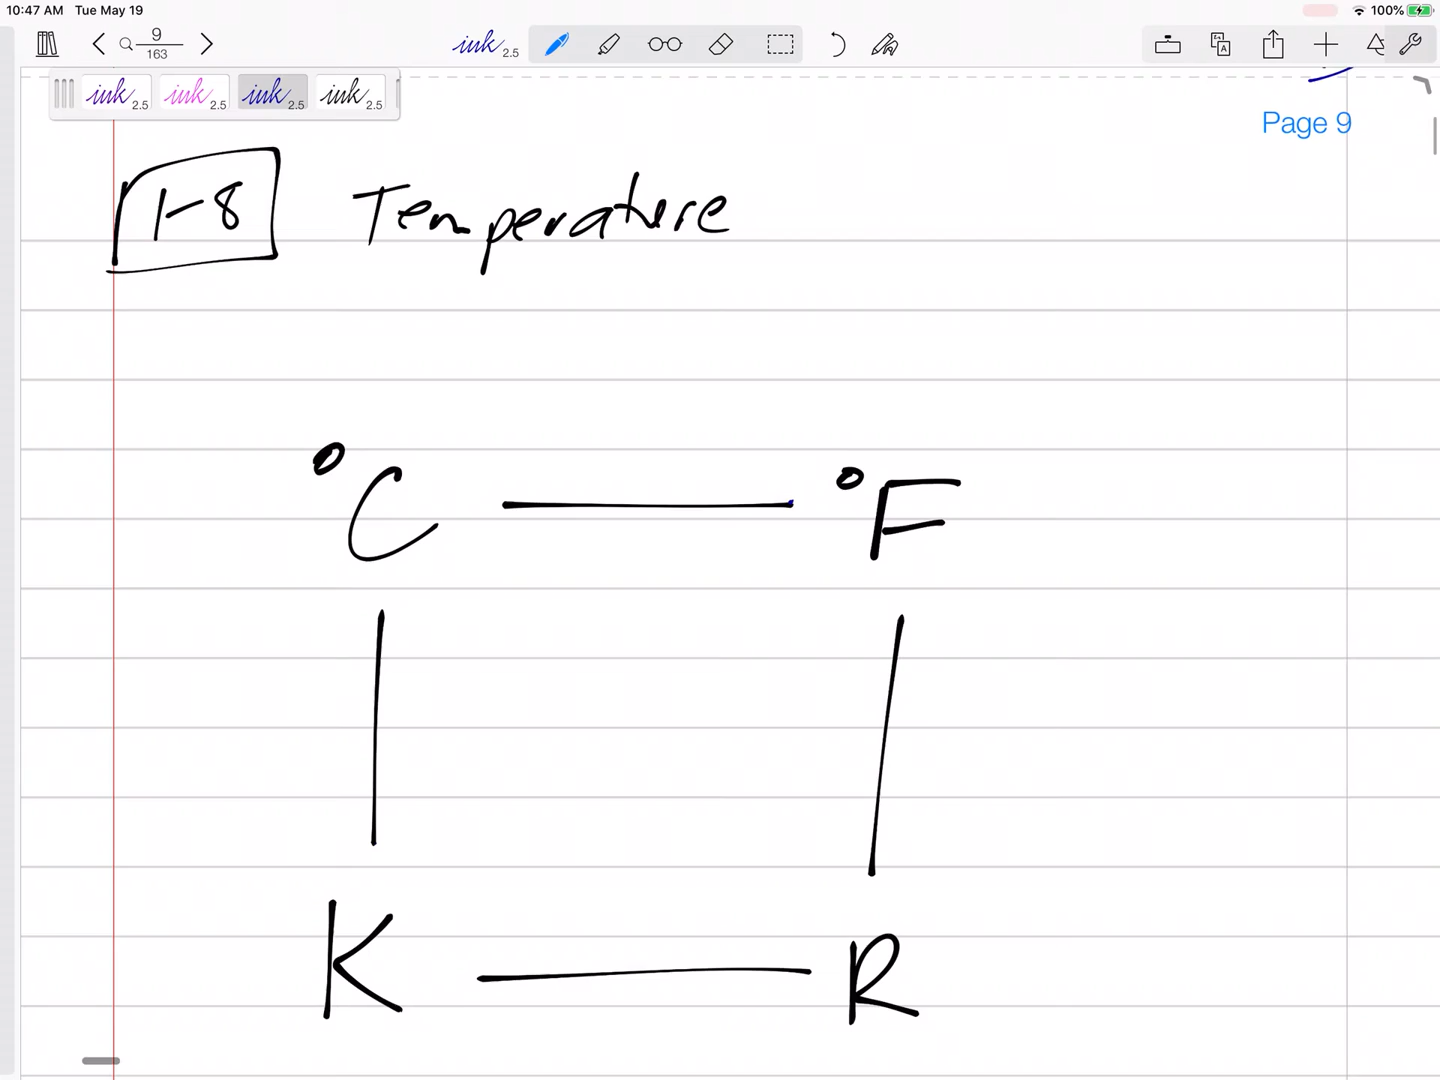 10:47 AM Tue May 19
100%
9
163
ink 2.5
ink 2.5 ink 2.5 ink 2.5 ink 2.5
Page 9
1-8 Temperature
°C °F
K R